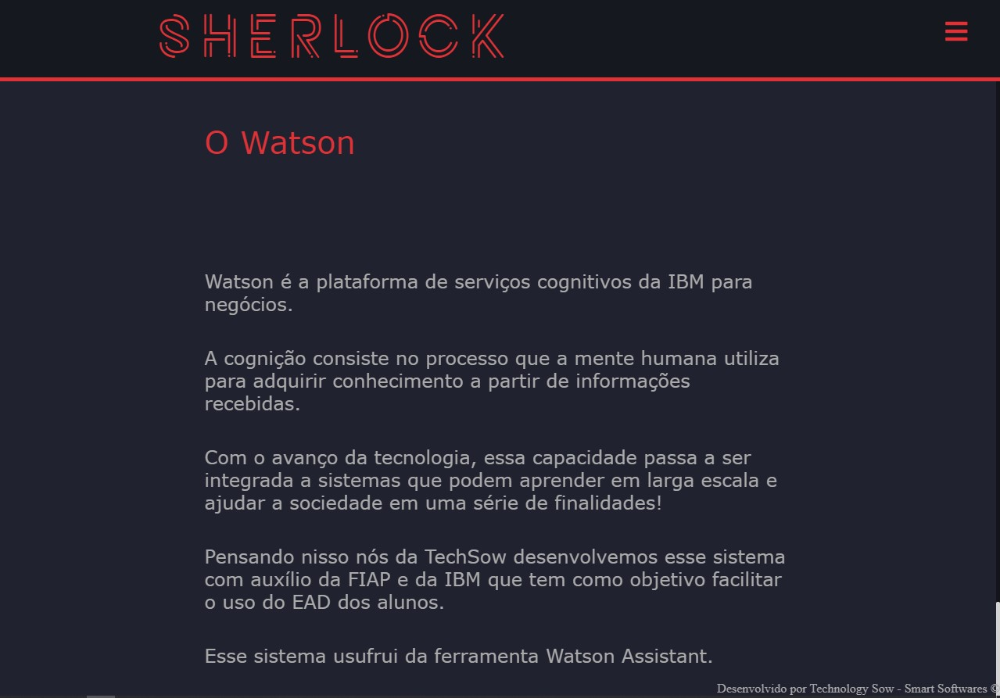 SHERLOCK
O Watson
Watson é a plataforma de serviços cognitivos da IBM para
negócios.
A cognição consiste no processo que a mente humana utiliza
para adquirir conhecimento a partir de informações
recebidas.
Com o avanço da tecnologia, essa capacidade passa a ser
integrada a sistemas que podem aprender em larga escala e
ajudar a sociedade em uma série de finalidades!
Pensando nisso nós da TechSow desenvolvemos esse sistema
com auxílio da FIAP e da IBM que tem como objetivo facilitar
o uso do EAD dos alunos.
Esse sistema usufrui da ferramenta Watson Assistant.
Desenvolvido por Technology Sow - Smart Softwares ©